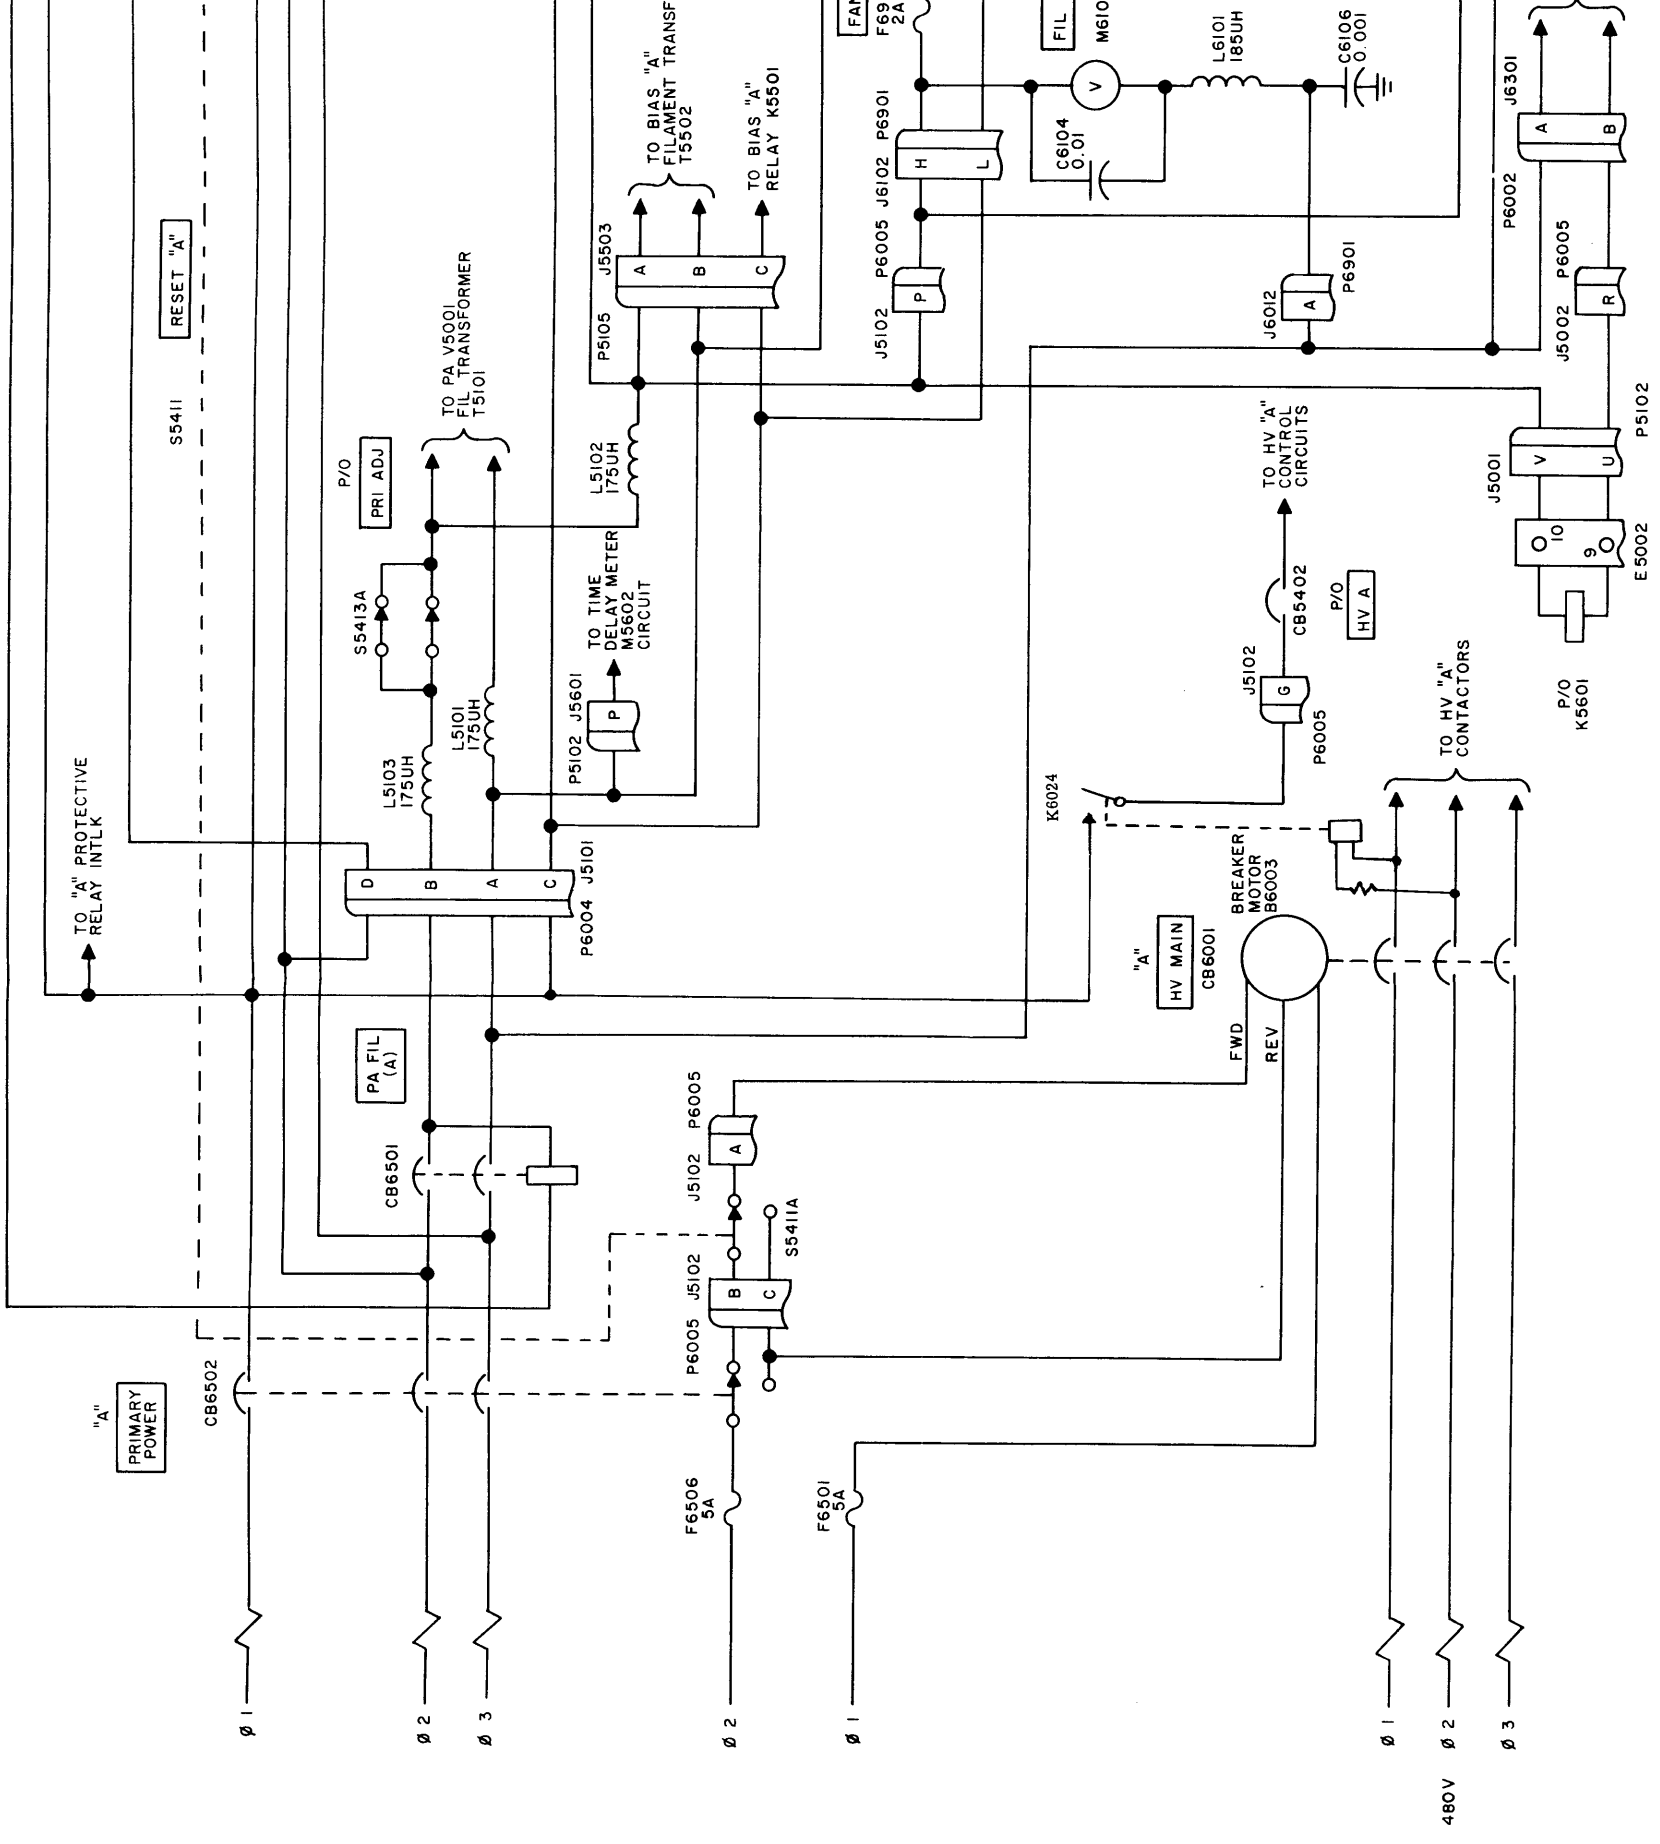 "A"
PRIMARY
POWER
CB6502
TO "A" PROTECTIVE
RELAY INTLK
S5411
RESET "A"
PA FIL
(A)
CB6501
D
B
A
C
P6004
J5101
L5103
175UH
L5101
175UH
S5413A
P/O
PRI ADJ
TO PA V5001
FIL TRANSFORMER
T5101
L5102
175UH
P5102
J5601
P
TO TIME
DELAY METER
M5602
CIRCUIT
P5105
J5503
A
B
C
TO BIAS "A"
FILAMENT TRANSF
T5502
TO BIAS "A"
RELAY K5501
FAN
F69
2A
J5102
P6005
P
J6102
P6901
H
L
FIL
M610
C6104
0.01
V
L6101
185UH
C6106
0.001
J6012
P6901
A
P6002
J6301
A
B
J5002
P6005
R
J5001
P5102
V
U
E5002
10
9
P/O
K5601
F6506
5A
P6005
J5102
B
C
S5411A
J5102
P6005
A
F6501
5A
FWD
REV
"A"
HV MAIN
CB6001
BREAKER
MOTOR
B6003
K6024
P6005
J5102
G
CB5402
P/O
HV A
TO HV "A"
CONTROL
CIRCUITS
TO HV "A"
CONTACTORS
Ø 1
Ø 2
Ø 3
Ø 2
Ø 1
Ø 1
480V Ø 2
Ø 3